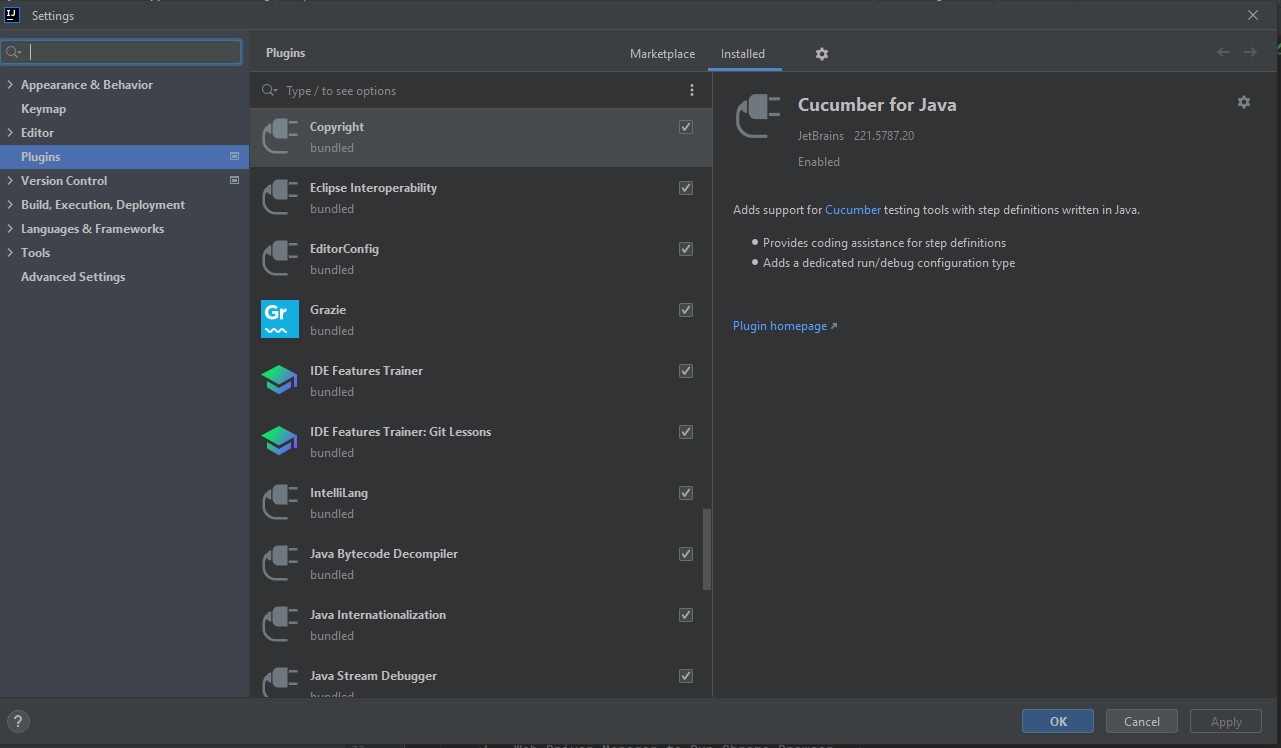 IJ Settings
Appearance & Behavior
Keymap
Editor
Plugins
Version Control
Build, Execution, Deployment
Languages & Frameworks
Tools
Advanced Settings
Plugins
Marketplace
Installed
Type / to see options
Copyright
bundled
Eclipse Interoperability
bundled
EditorConfig
bundled
Gr
Grazie
bundled
IDE Features Trainer
bundled
IDE Features Trainer: Git Lessons
bundled
IntelliLang
bundled
Java Bytecode Decompiler
bundled
Java Internationalization
bundled
Java Stream Debugger
bundled
Cucumber for Java
JetBrains 221.5787.20
Enabled
Adds support for Cucumber testing tools with step definitions written in Java.
• Provides coding assistance for step definitions
• Adds a dedicated run/debug configuration type
Plugin homepage ↗
?
OK
Cancel
Apply